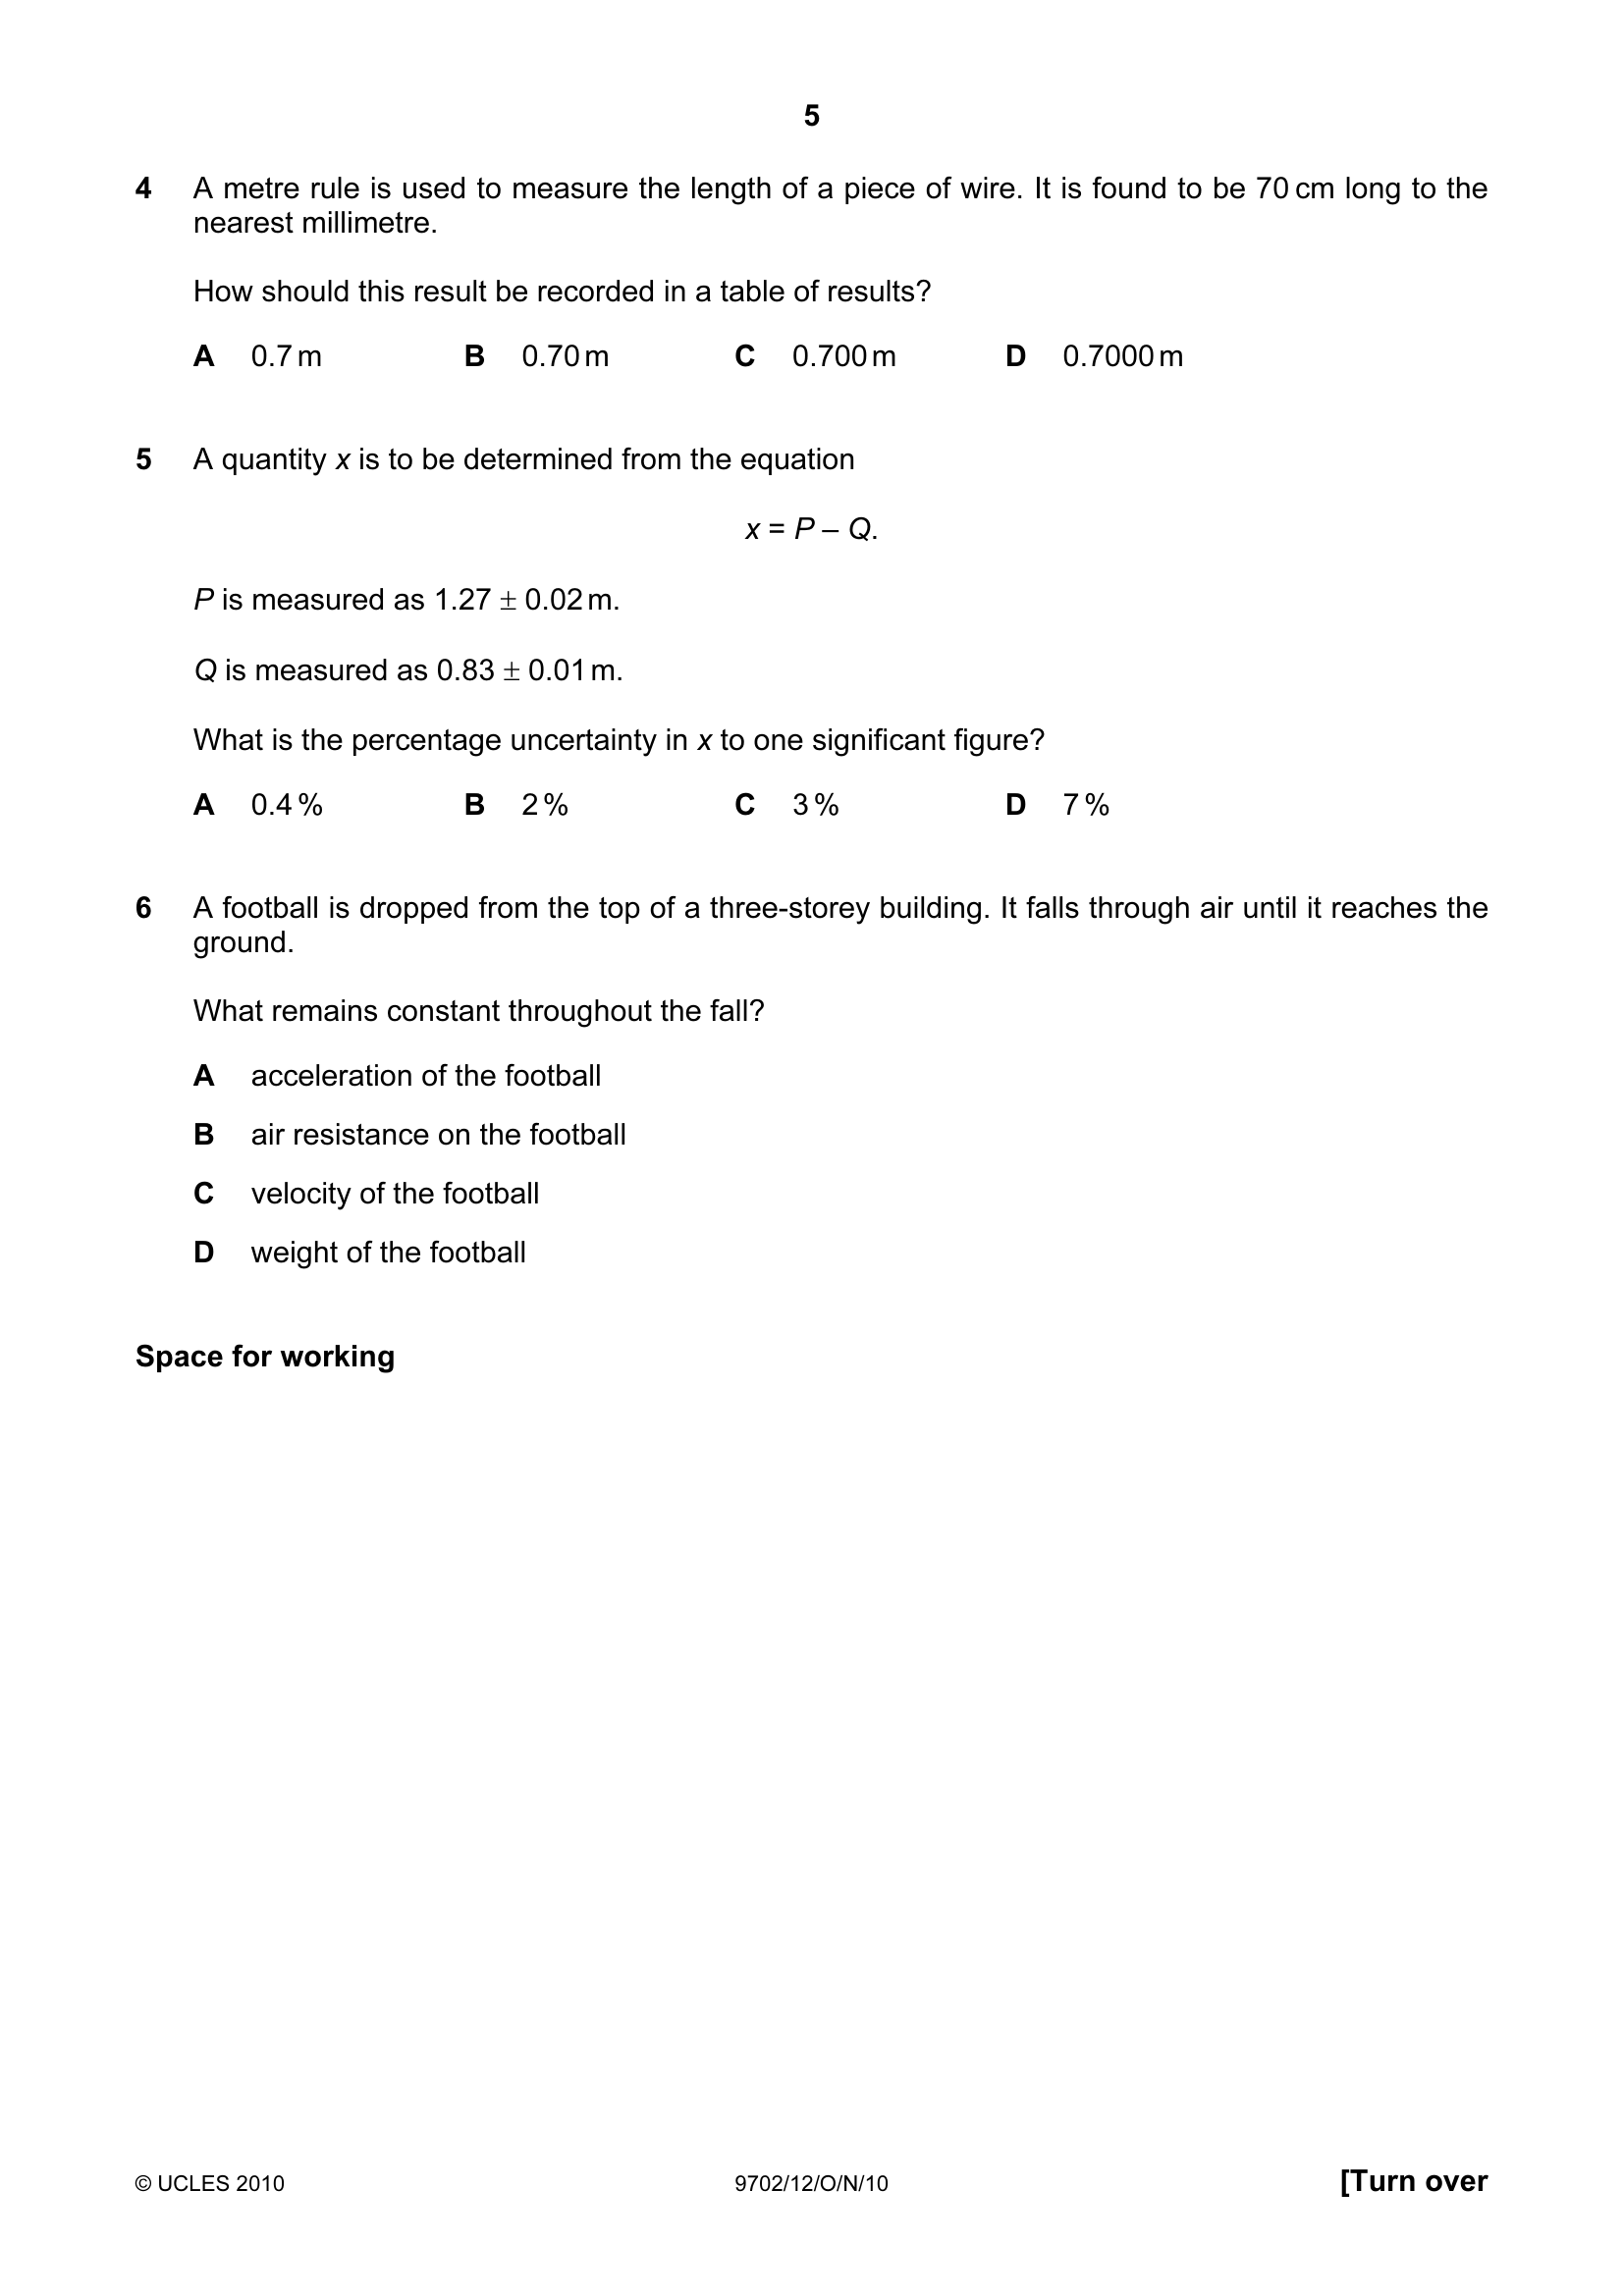 5
4 A metre rule is used to measure the length of a piece of wire. It is found to be 70 cm long to the
nearest millimetre.
How should this result be recorded in a table of results?
A 0.7 m B 0.70 m C 0.700 m D 0.7000 m
5 A quantity x is to be determined from the equation
x = P – Q.
P is measured as 1.27 ± 0.02 m.
Q is measured as 0.83 ± 0.01 m.
What is the percentage uncertainty in x to one significant figure?
A 0.4 % B 2 % C 3 % D 7 %
6 A football is dropped from the top of a three-storey building. It falls through air until it reaches the
ground.
What remains constant throughout the fall?
A acceleration of the football
B air resistance on the football
C velocity of the football
D weight of the football
Space for working
© UCLES 2010 9702/12/O/N/10 [Turn over